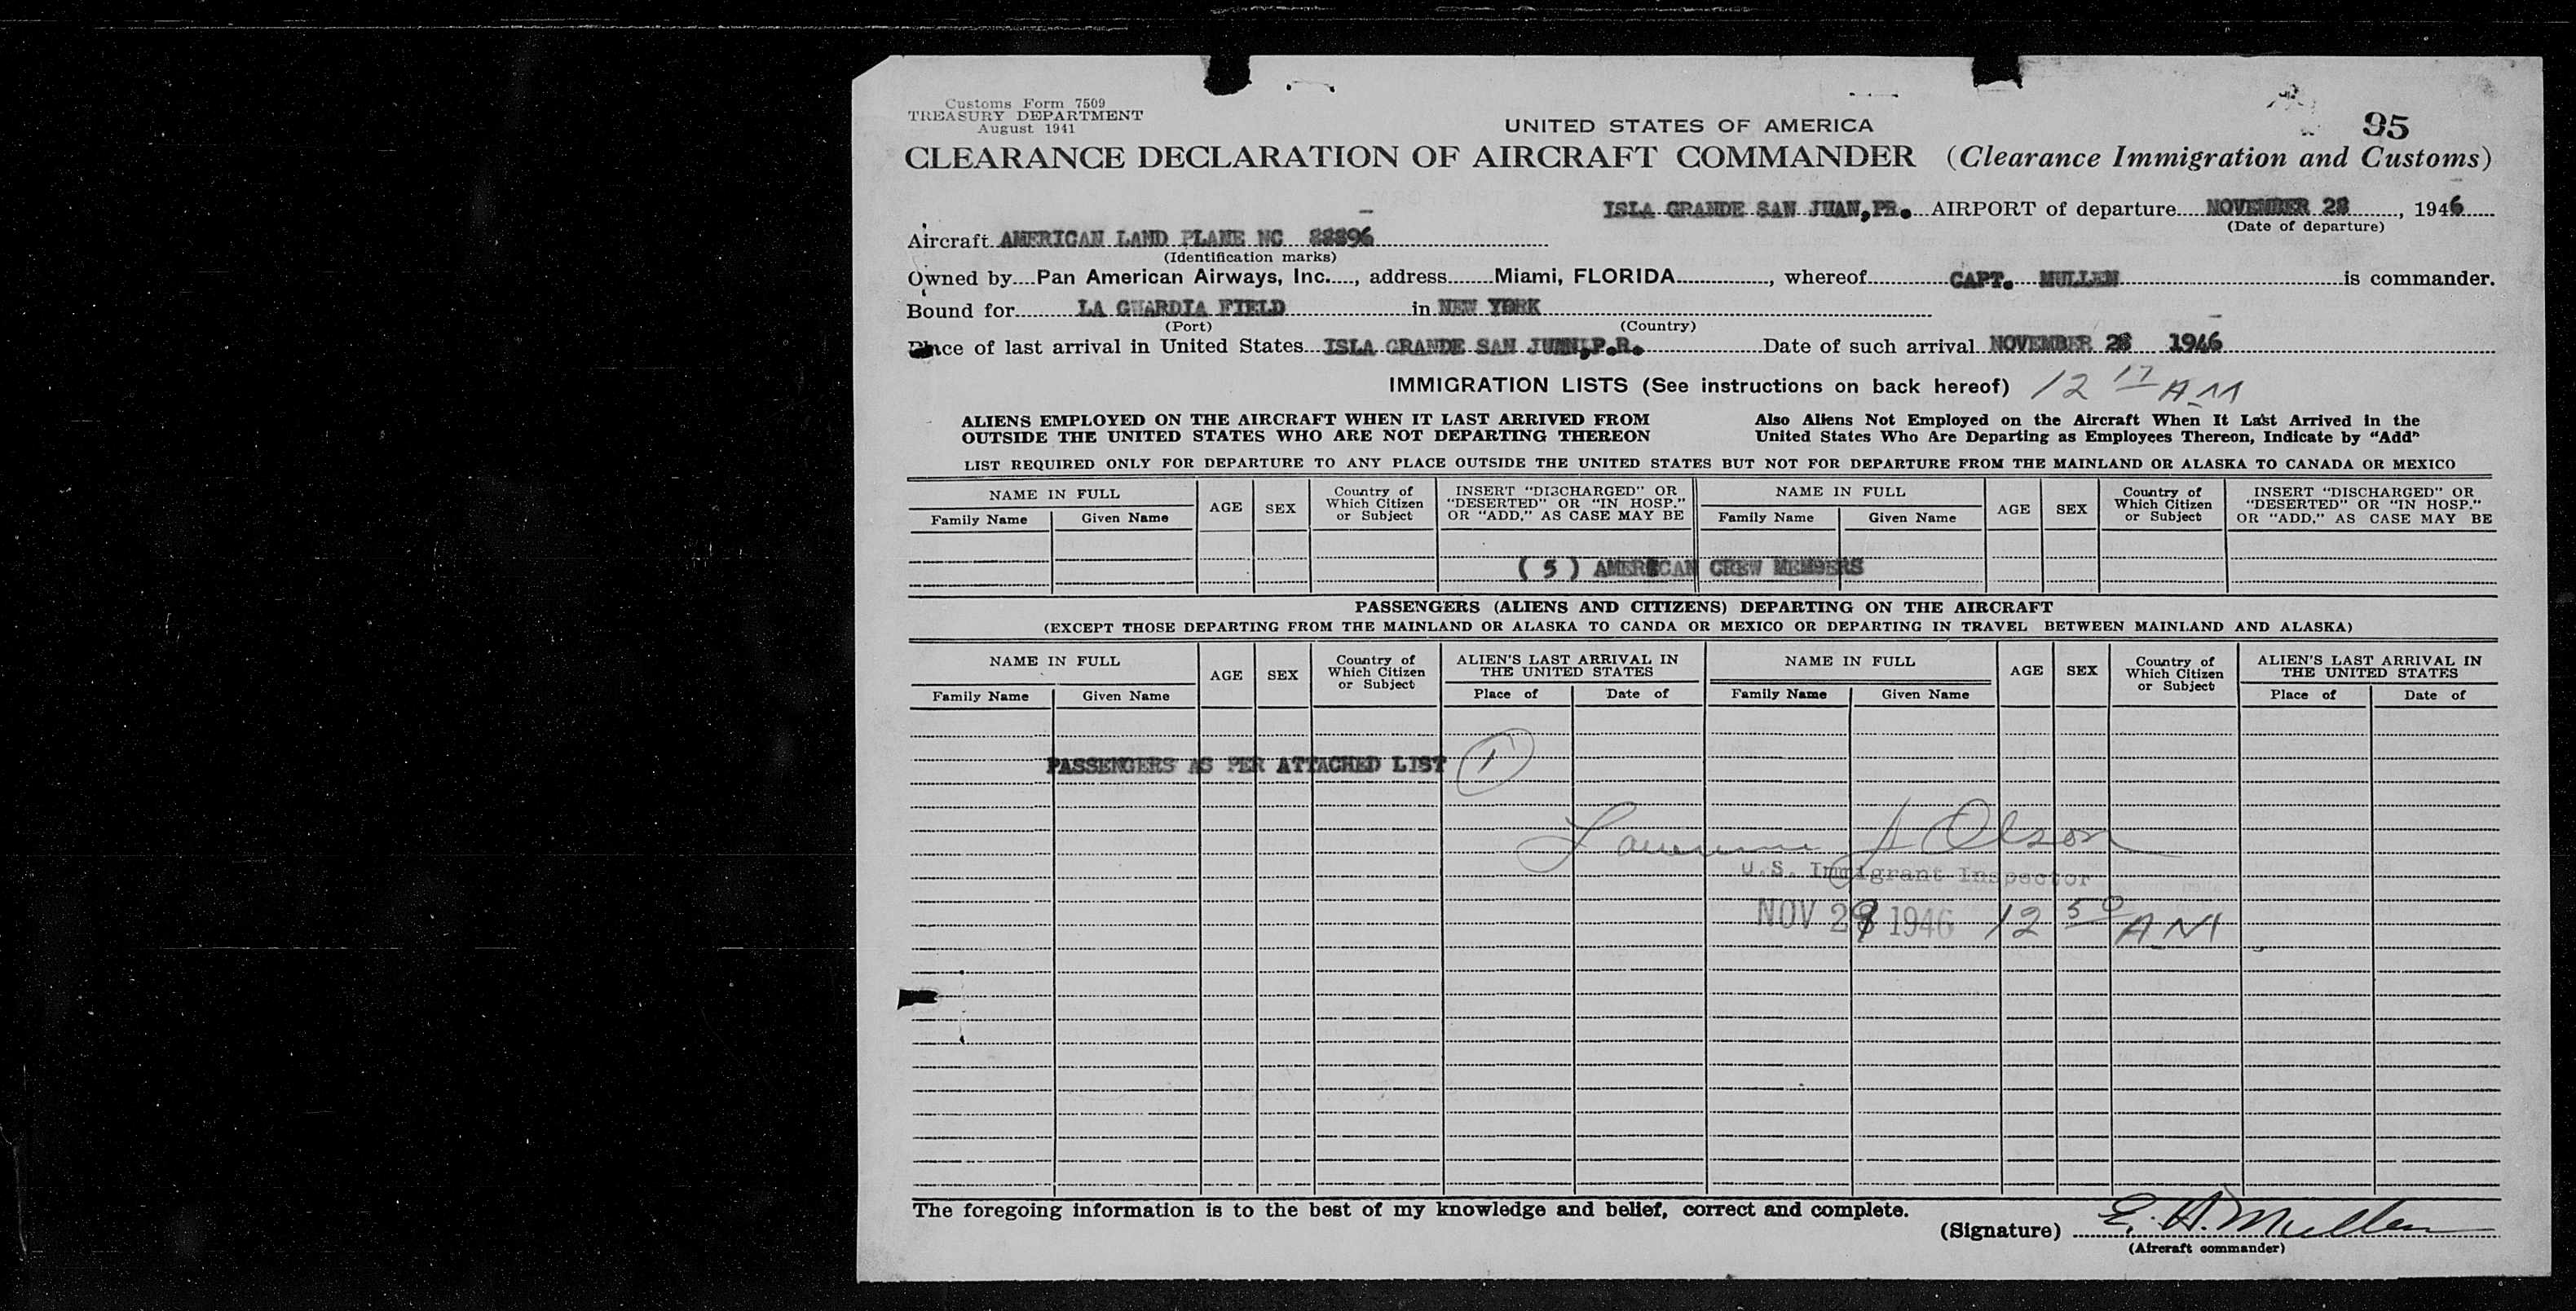 Customs Form 7509
TREASURY DEPARTMENT
August 1941
95
UNITED STATES OF AMERICA
CLEARANCE DECLARATION OF AIRCRAFT COMMANDER (Clearance Immigration and Customs)
ISLA GRANDE SAN JUAN,PR. AIRPORT of departure NOVEMBER 28, 1946
(Date of departure)
Aircraft AMERICAN LAND PLANE NC 88896
(Identification marks)
Owned by Pan American Airways, Inc., address Miami, FLORIDA, whereof CAPT. MULLEN is commander.
Bound for LA GUARDIA FIELD in NEW YORK
(Port) (Country)
Place of last arrival in United States ISLA GRANDE SAN JUAN,P.R. Date of such arrival NOVEMBER 28 1946
IMMIGRATION LISTS (See instructions on back hereof) 12 17 AM
ALIENS EMPLOYED ON THE AIRCRAFT WHEN IT LAST ARRIVED FROM
OUTSIDE THE UNITED STATES WHO ARE NOT DEPARTING THEREON
Also Aliens Not Employed on the Aircraft When It Last Arrived in the
United States Who Are Departing as Employees Thereon, Indicate by "Add"
LIST REQUIRED ONLY FOR DEPARTURE TO ANY PLACE OUTSIDE THE UNITED STATES BUT NOT FOR DEPARTURE FROM THE MAINLAND OR ALASKA TO CANADA OR MEXICO
NAME IN FULL
Family Name Given Name
AGE
SEX
Country of
Which Citizen
or Subject
INSERT "DISCHARGED" OR
"DESERTED" OR "IN HOSP."
OR "ADD," AS CASE MAY BE
NAME IN FULL
Family Name Given Name
AGE
SEX
Country of
Which Citizen
or Subject
INSERT "DISCHARGED" OR
"DESERTED" OR "IN HOSP."
OR "ADD," AS CASE MAY BE
( 5 ) AMERICAN CREW MEMBERS
PASSENGERS (ALIENS AND CITIZENS) DEPARTING ON THE AIRCRAFT
(EXCEPT THOSE DEPARTING FROM THE MAINLAND OR ALASKA TO CANDA OR MEXICO OR DEPARTING IN TRAVEL BETWEEN MAINLAND AND ALASKA)
NAME IN FULL
Family Name Given Name
AGE
SEX
Country of
Which Citizen
or Subject
ALIEN'S LAST ARRIVAL IN
THE UNITED STATES
Place of Date of
NAME IN FULL
Family Name Given Name
AGE
SEX
Country of
Which Citizen
or Subject
ALIEN'S LAST ARRIVAL IN
THE UNITED STATES
Place of Date of
PASSENGERS AS PER ATTACHED LIST 1
Lawrence A Olson
U.S. Immigrant Inspector
NOV 29 1946 12 50 AM
The foregoing information is to the best of my knowledge and belief, correct and complete.
(Signature) E. H. Mullen
(Aircraft commander)